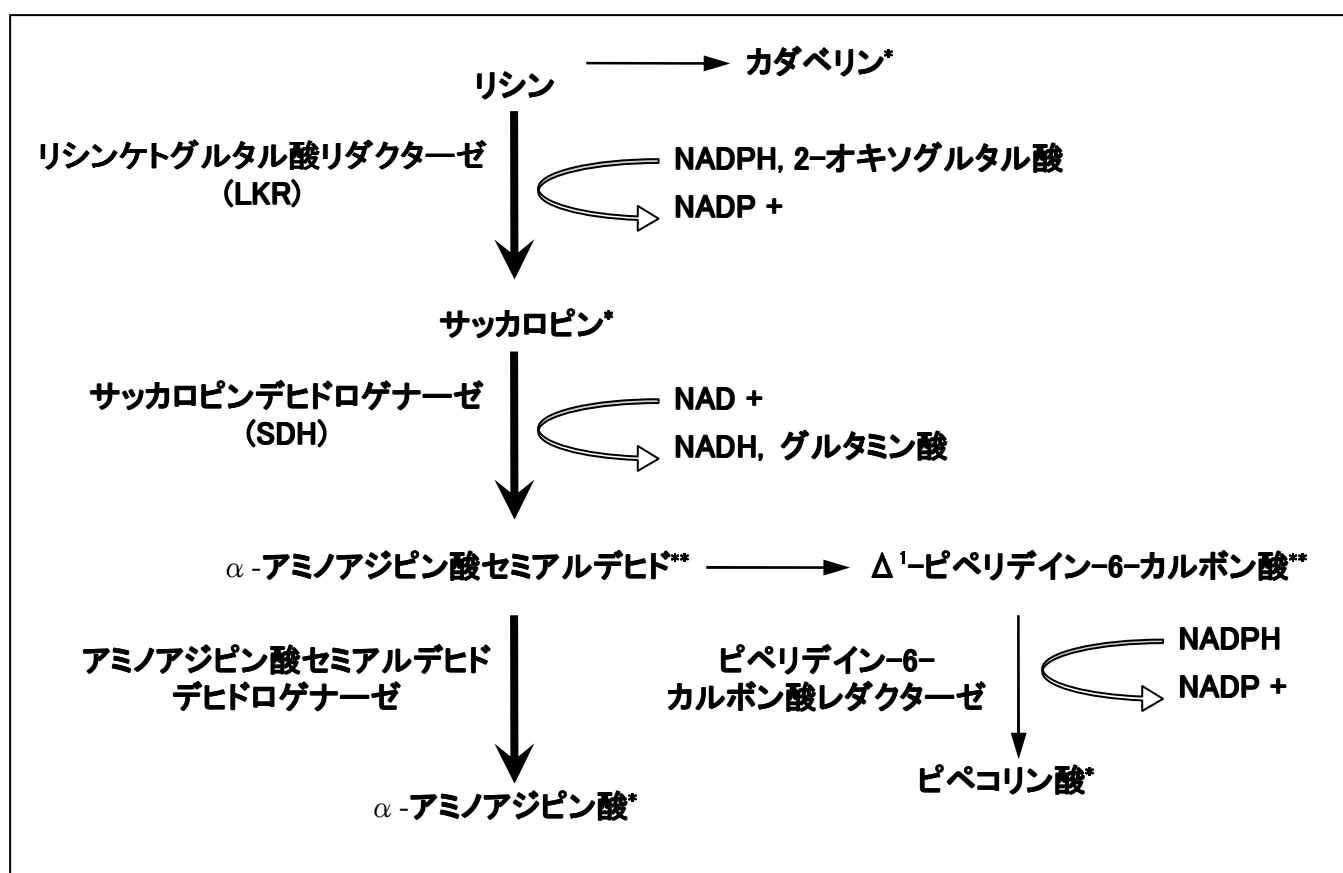 リシン
カダベリン*
リシンケトグルタル酸リダクターゼ
(LKR)
NADPH, 2-オキソグルタル酸
NADP +
サッカロピン*
サッカロピンデヒドロゲナーゼ
(SDH)
NAD +
NADH, グルタミン酸
α-アミノアジピン酸セミアルデヒド**
Δ¹-ピペリデイン-6-カルボン酸**
アミノアジピン酸セミアルデヒド
デヒドロゲナーゼ
ピペリデイン-6-
カルボン酸レダクターゼ
NADPH
NADP +
α-アミノアジピン酸*
ピペコリン酸*